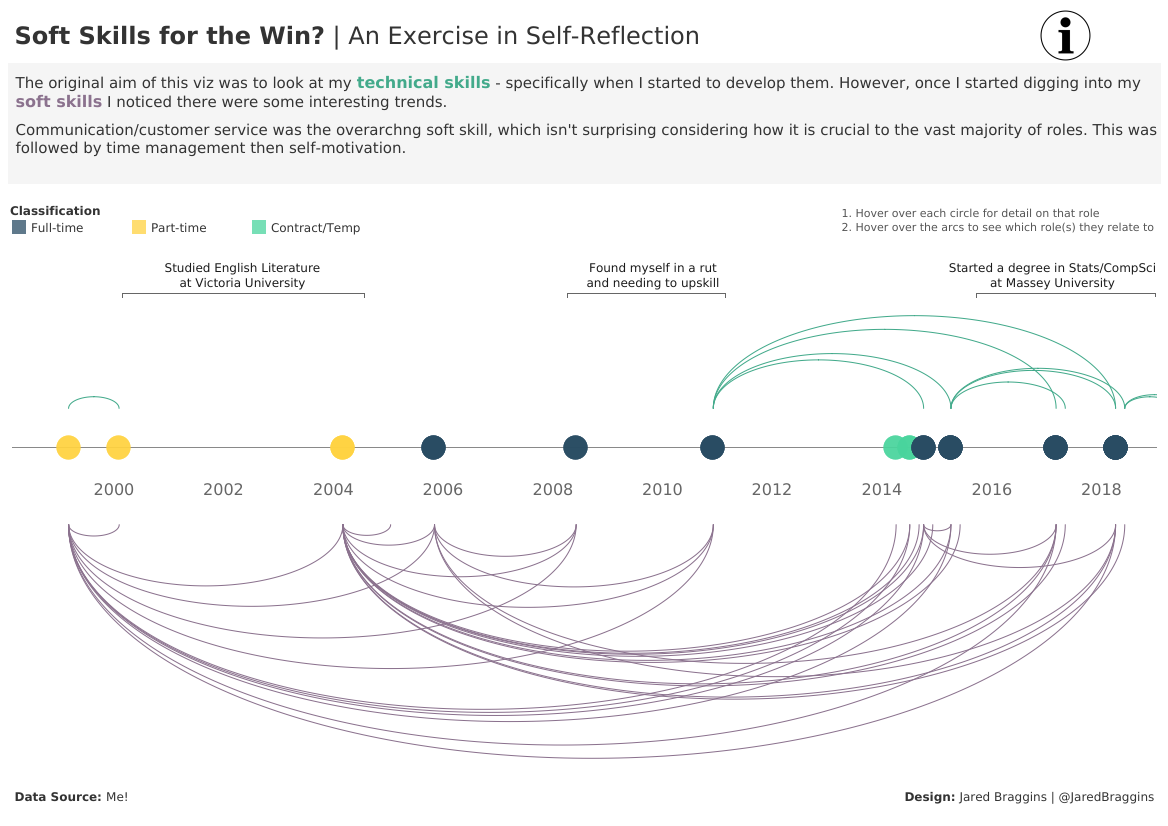 Soft Skills for the Win? | An Exercise in Self-Reflection
i
The original aim of this viz was to look at my technical skills - specifically when I started to develop them. However, once I started digging into my
soft skills I noticed there were some interesting trends.
Communication/customer service was the overarchng soft skill, which isn't surprising considering how it is crucial to the vast majority of roles. This was
followed by time management then self-motivation.
Classification
Full-time Part-time Contract/Temp
1. Hover over each circle for detail on that role
2. Hover over the arcs to see which role(s) they relate to
Studied English Literature
at Victoria University
Found myself in a rut
and needing to upskill
Started a degree in Stats/CompSci
at Massey University
2000 2002 2004 2006 2008 2010 2012 2014 2016 2018
Data Source: Me!
Design: Jared Braggins | @JaredBraggins